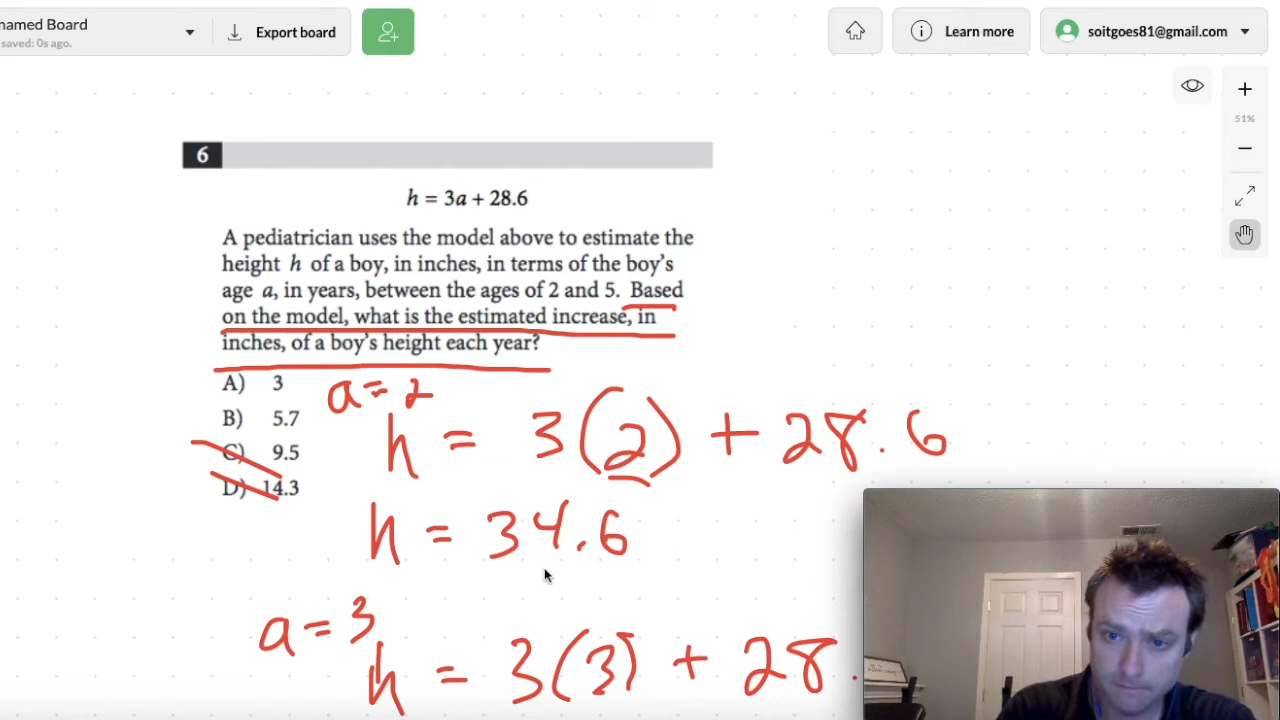 named Board
Export board
Learn more
soitgoes81@gmail.com
saved: 0s ago.
51%
6
h = 3a + 28.6
A pediatrician uses the model above to estimate the
height h of a boy, in inches, in terms of the boy's
age a, in years, between the ages of 2 and 5. Based
on the model, what is the estimated increase, in
inches, of a boy's height each year?
A) 3
a = 2
B) 5.7
h = 3(2) + 28.6
C) 9.5
D) 14.3
h = 34.6
a = 3
h = 3(3) + 28.